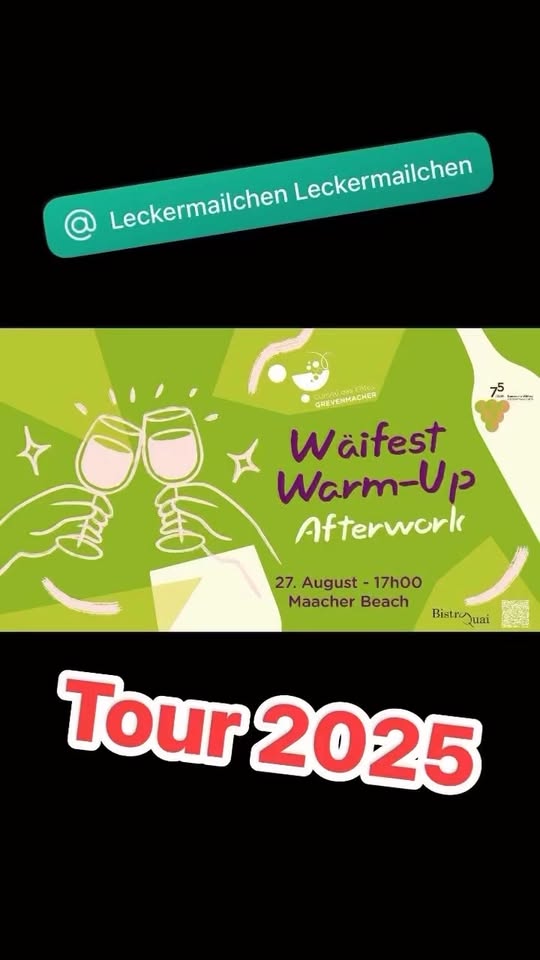 @ Leckermailchen Leckermailchen
GREVENMACHER
75
Wäifest
Warm-Up
Afterwork
27. August - 17h00
Maacher Beach
Bistro Quai
Tour 2025